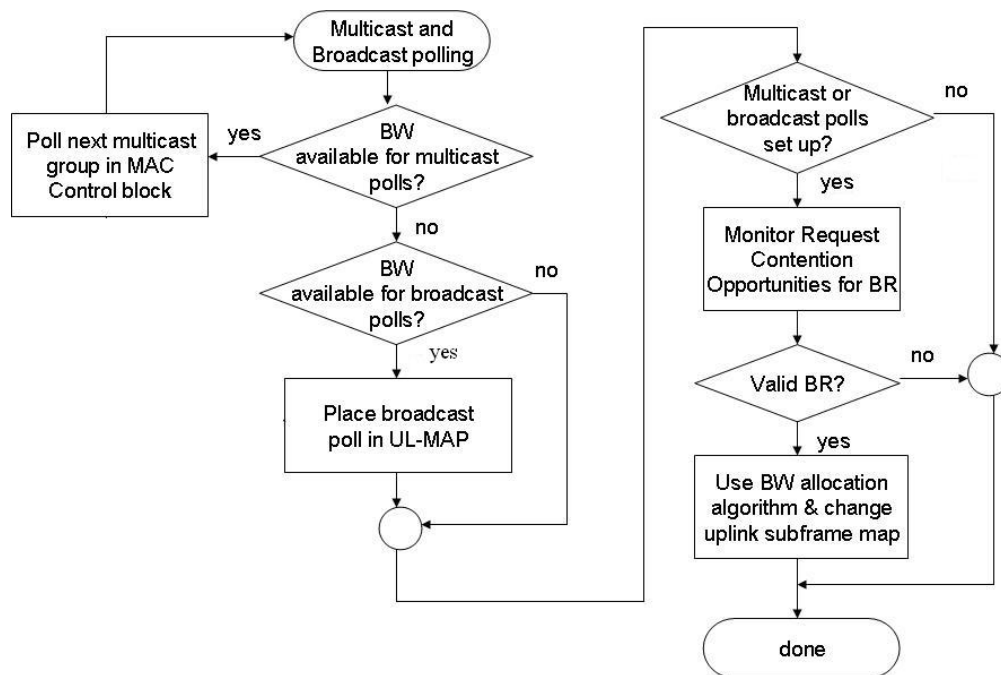 Multicast and
Broadcast polling
yes
Poll next multicast
group in MAC
Control block
BW
available for multicast
polls?
no
BW
available for broadcast
polls?
no
yes
Place broadcast
poll in UL-MAP
Multicast or
broadcast polls
set up?
no
yes
Monitor Request
Contention
Opportunities for BR
Valid BR?
no
yes
Use BW allocation
algorithm & change
uplink subframe map
done